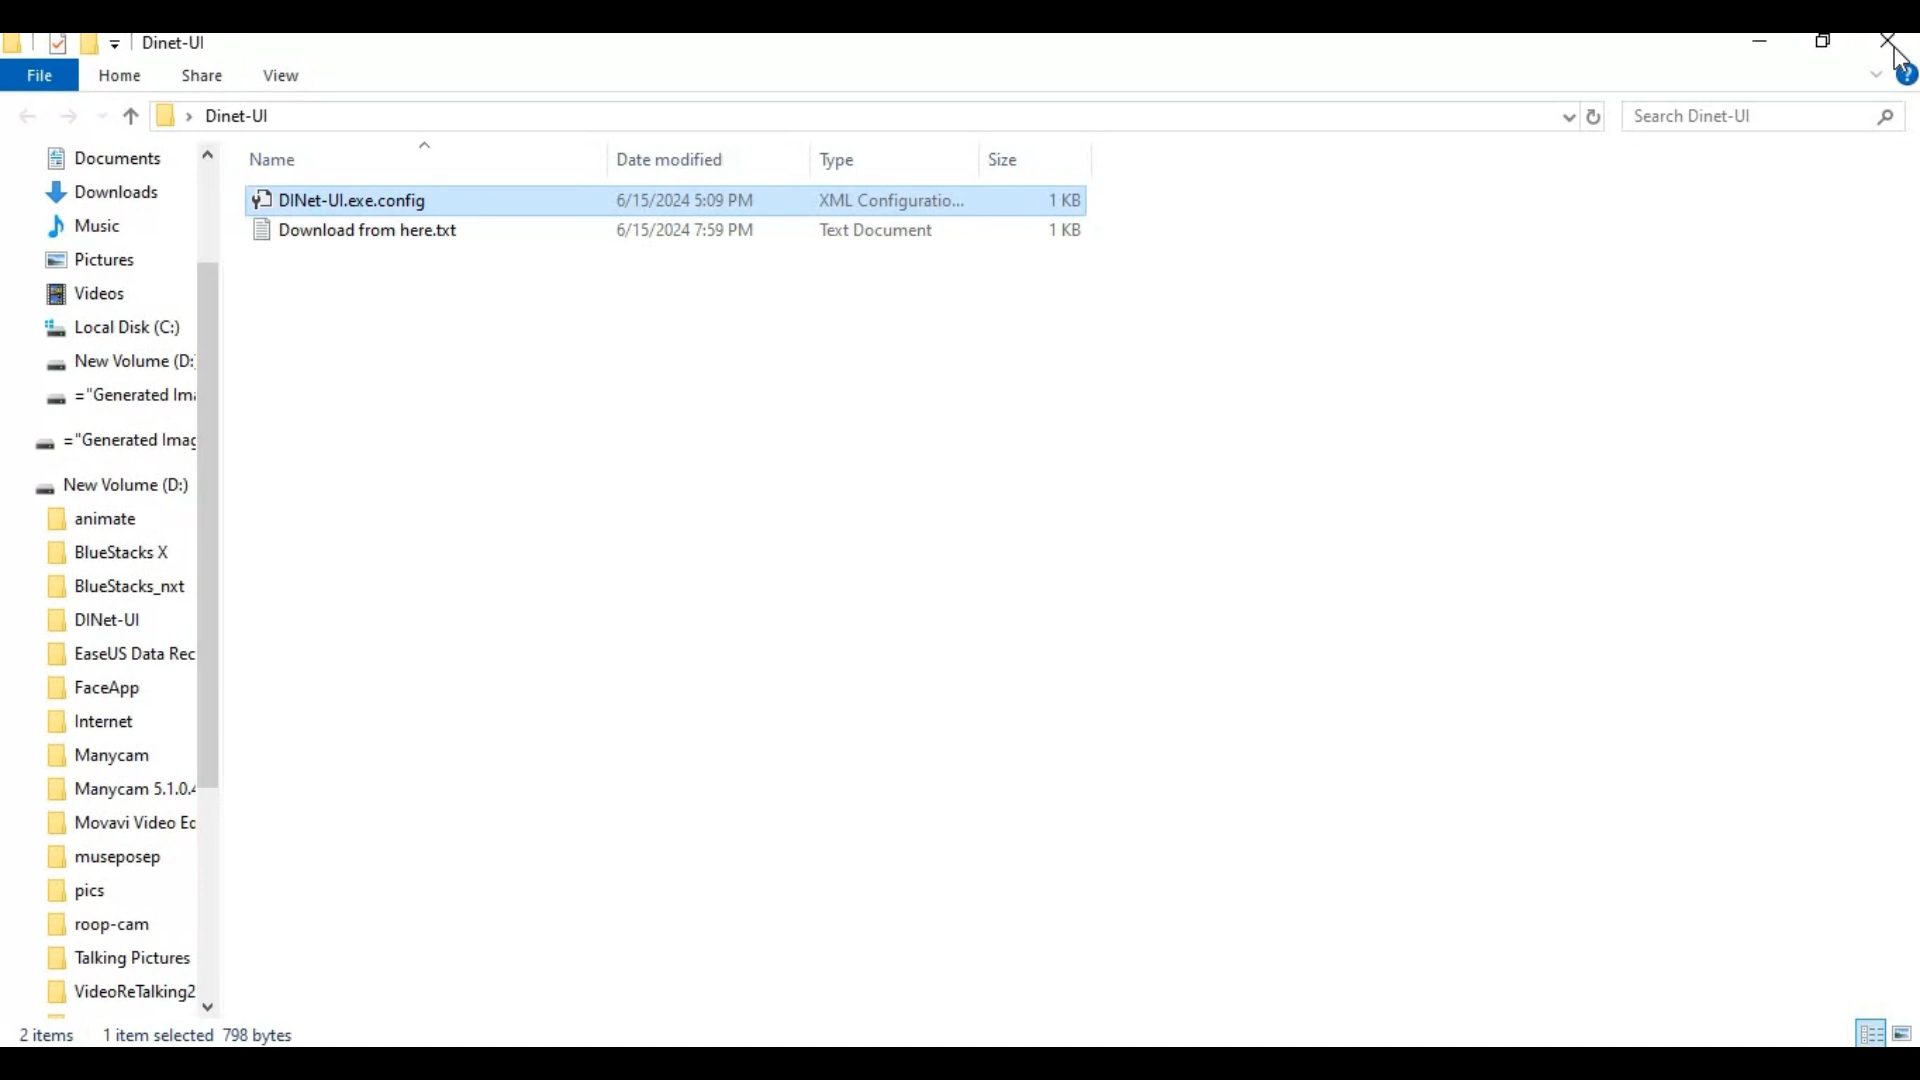 Dinet-UI
File Home Share View
Dinet-UI
Search Dinet-UI
Name Date modified Type Size
DINet-UI.exe.config 6/15/2024 5:09 PM XML Configuratio... 1 KB
Download from here.txt 6/15/2024 7:59 PM Text Document 1 KB
Documents
Downloads
Music
Pictures
Videos
Local Disk (C:)
New Volume (D:
="Generated Ima
="Generated Imag
New Volume (D:)
animate
BlueStacks X
BlueStacks_nxt
DINet-UI
EaseUS Data Rec
FaceApp
Internet
Manycam
Manycam 5.1.0.4
Movavi Video Ed
museposep
pics
roop-cam
Talking Pictures
VideoReTalking2
2 items 1 item selected 798 bytes